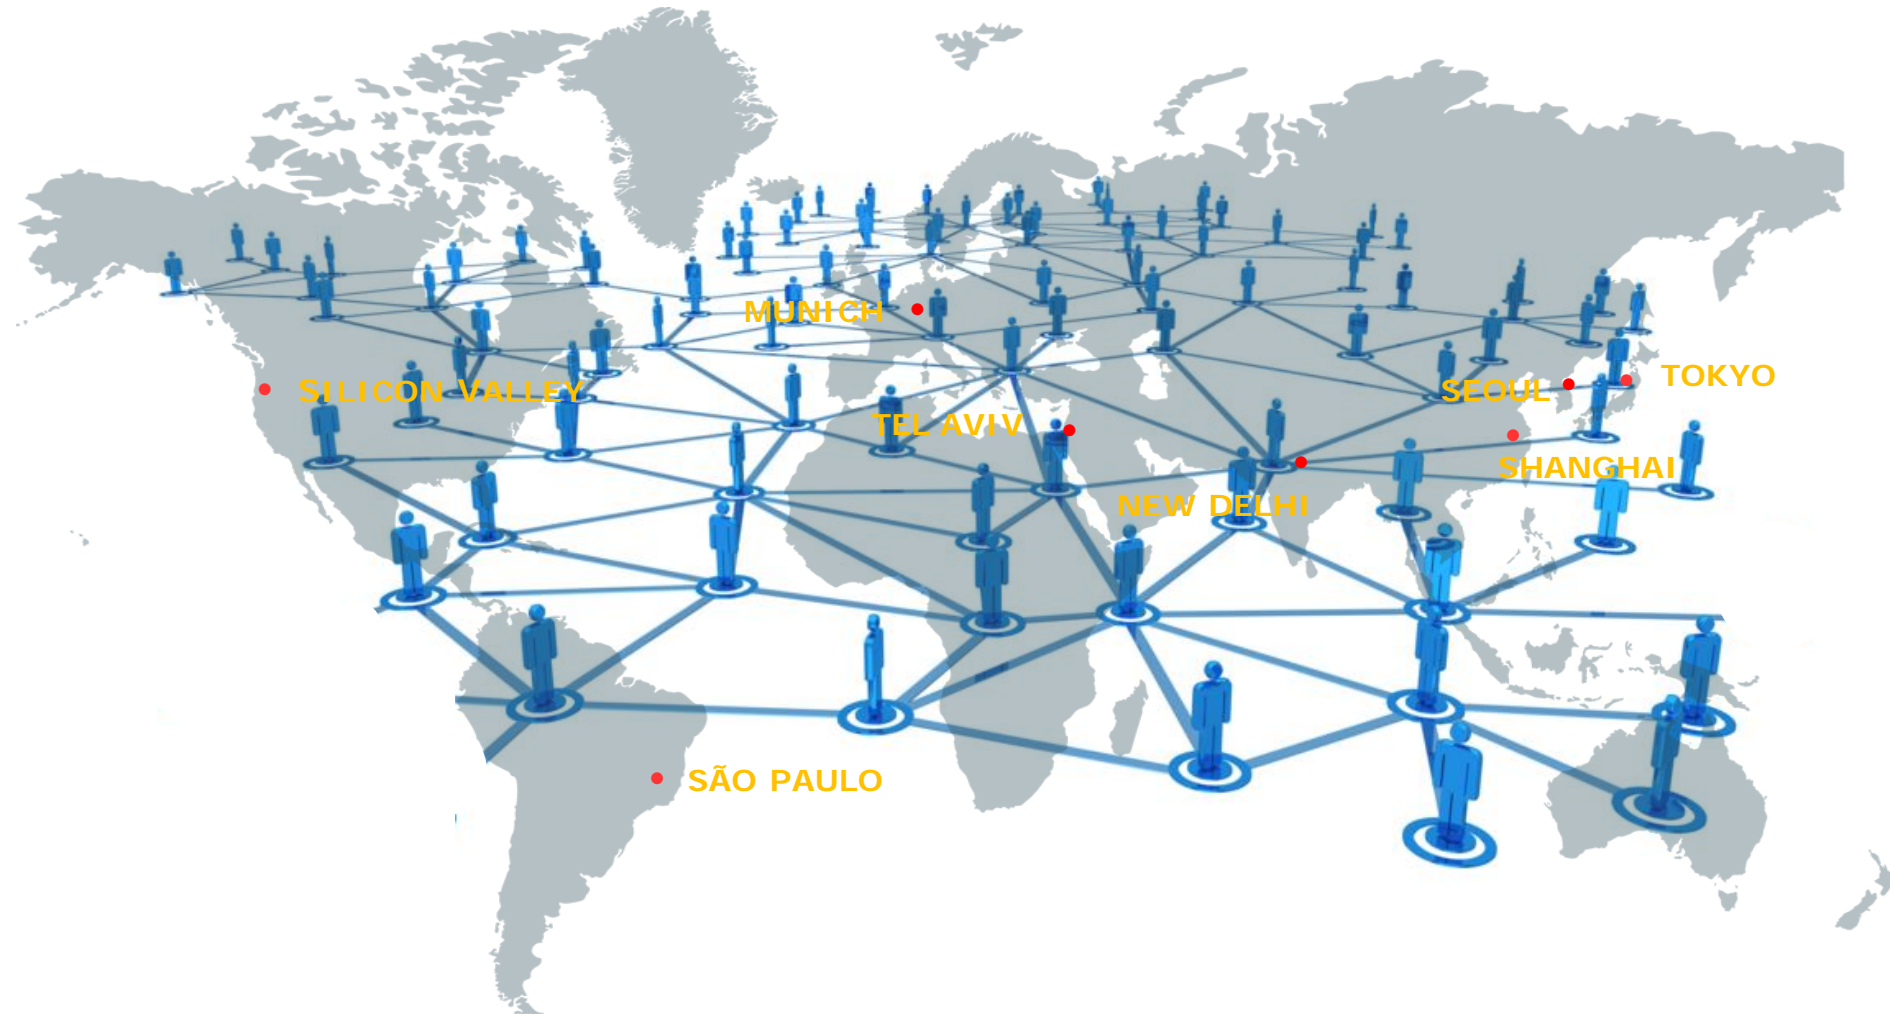 MUNICH
SILICON VALLEY
SEOUL
TOKYO
TEL AVIV
SHANGHAI
NEW DELHI
SÃO PAULO